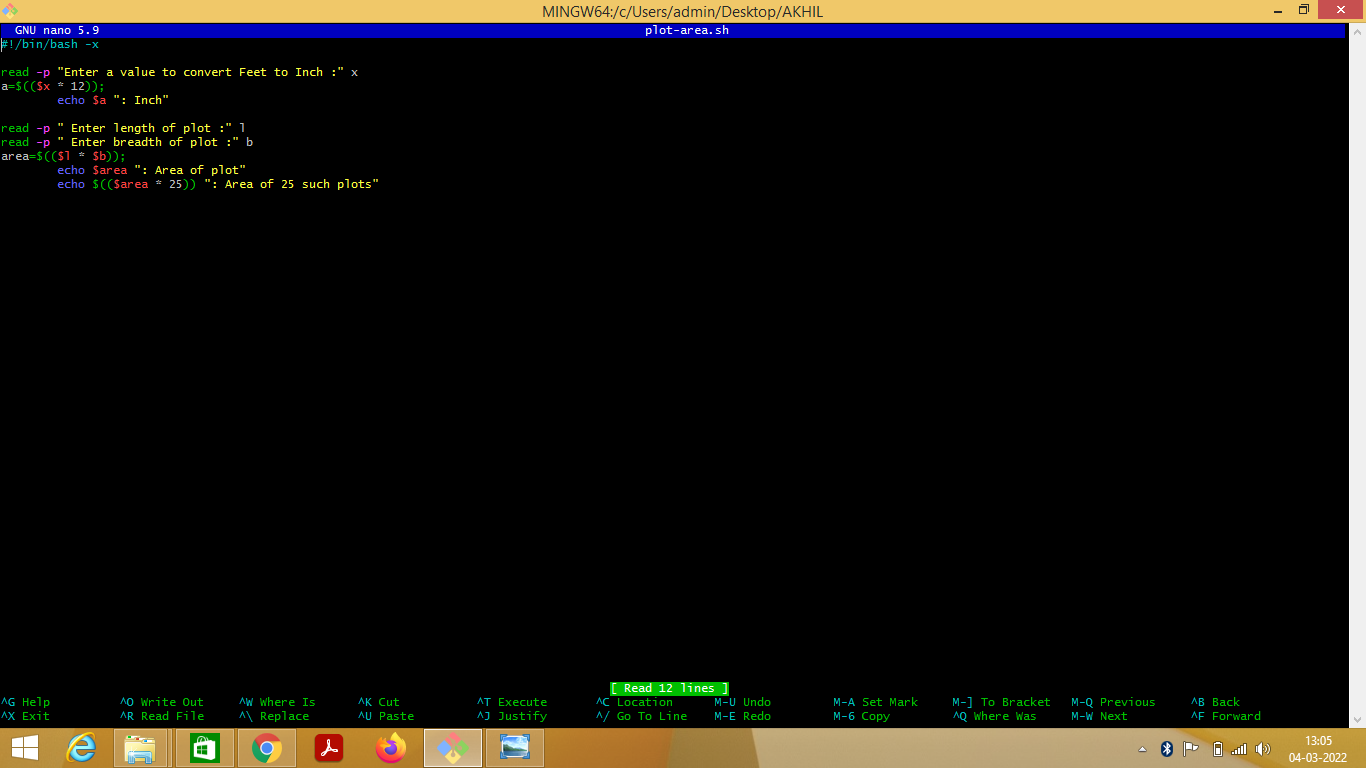 MINGW64:/c/Users/admin/Desktop/AKHIL
GNU nano 5.9 plot-area.sh
#!/bin/bash -x
read -p "Enter a value to convert Feet to Inch :" x
a=$(($x * 12));
echo $a ": Inch"
read -p " Enter length of plot :" l
read -p " Enter breadth of plot :" b
area=$(($l * $b));
echo $area ": Area of plot"
echo $(($area * 25)) ": Area of 25 such plots"
[ Read 12 lines ]
^G Help ^O Write Out ^W Where Is ^K Cut ^T Execute ^C Location M-U Undo M-A Set Mark M-] To Bracket M-Q Previous ^B Back
^X Exit ^R Read File ^\ Replace ^U Paste ^J Justify ^/ Go To Line M-E Redo M-6 Copy ^Q Where Was M-W Next ^F Forward
13:05
04-03-2022